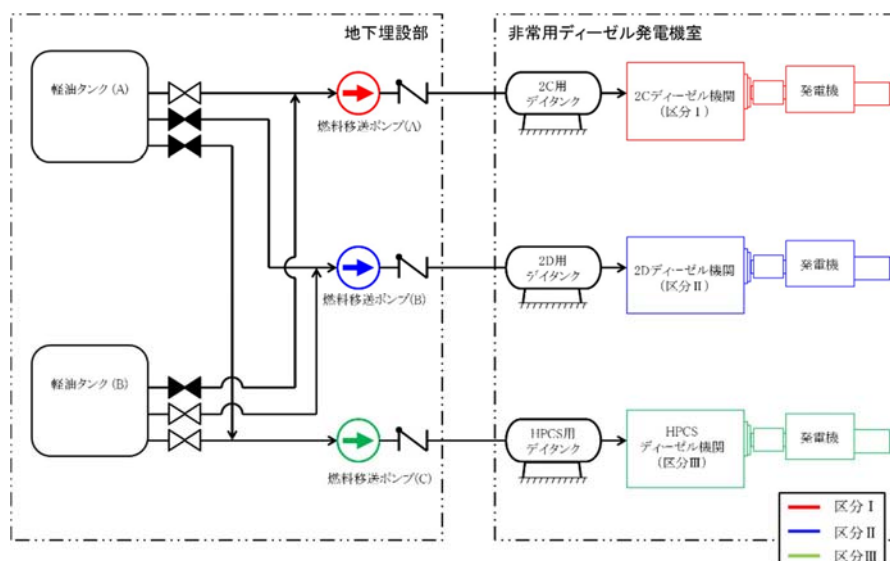 地下埋設部
非常用ディーゼル発電機室
軽油タンク(A)
燃料移送ポンプ(A)
2C用
デイタンク
2Cディーゼル機関
(区分Ⅰ)
発電機
燃料移送ポンプ(B)
2D用
デイタンク
2Dディーゼル機関
(区分Ⅱ)
発電機
軽油タンク(B)
燃料移送ポンプ(C)
HPCS用
デイタンク
HPCS
ディーゼル機関
(区分Ⅲ)
発電機
区分Ⅰ
区分Ⅱ
区分Ⅲ